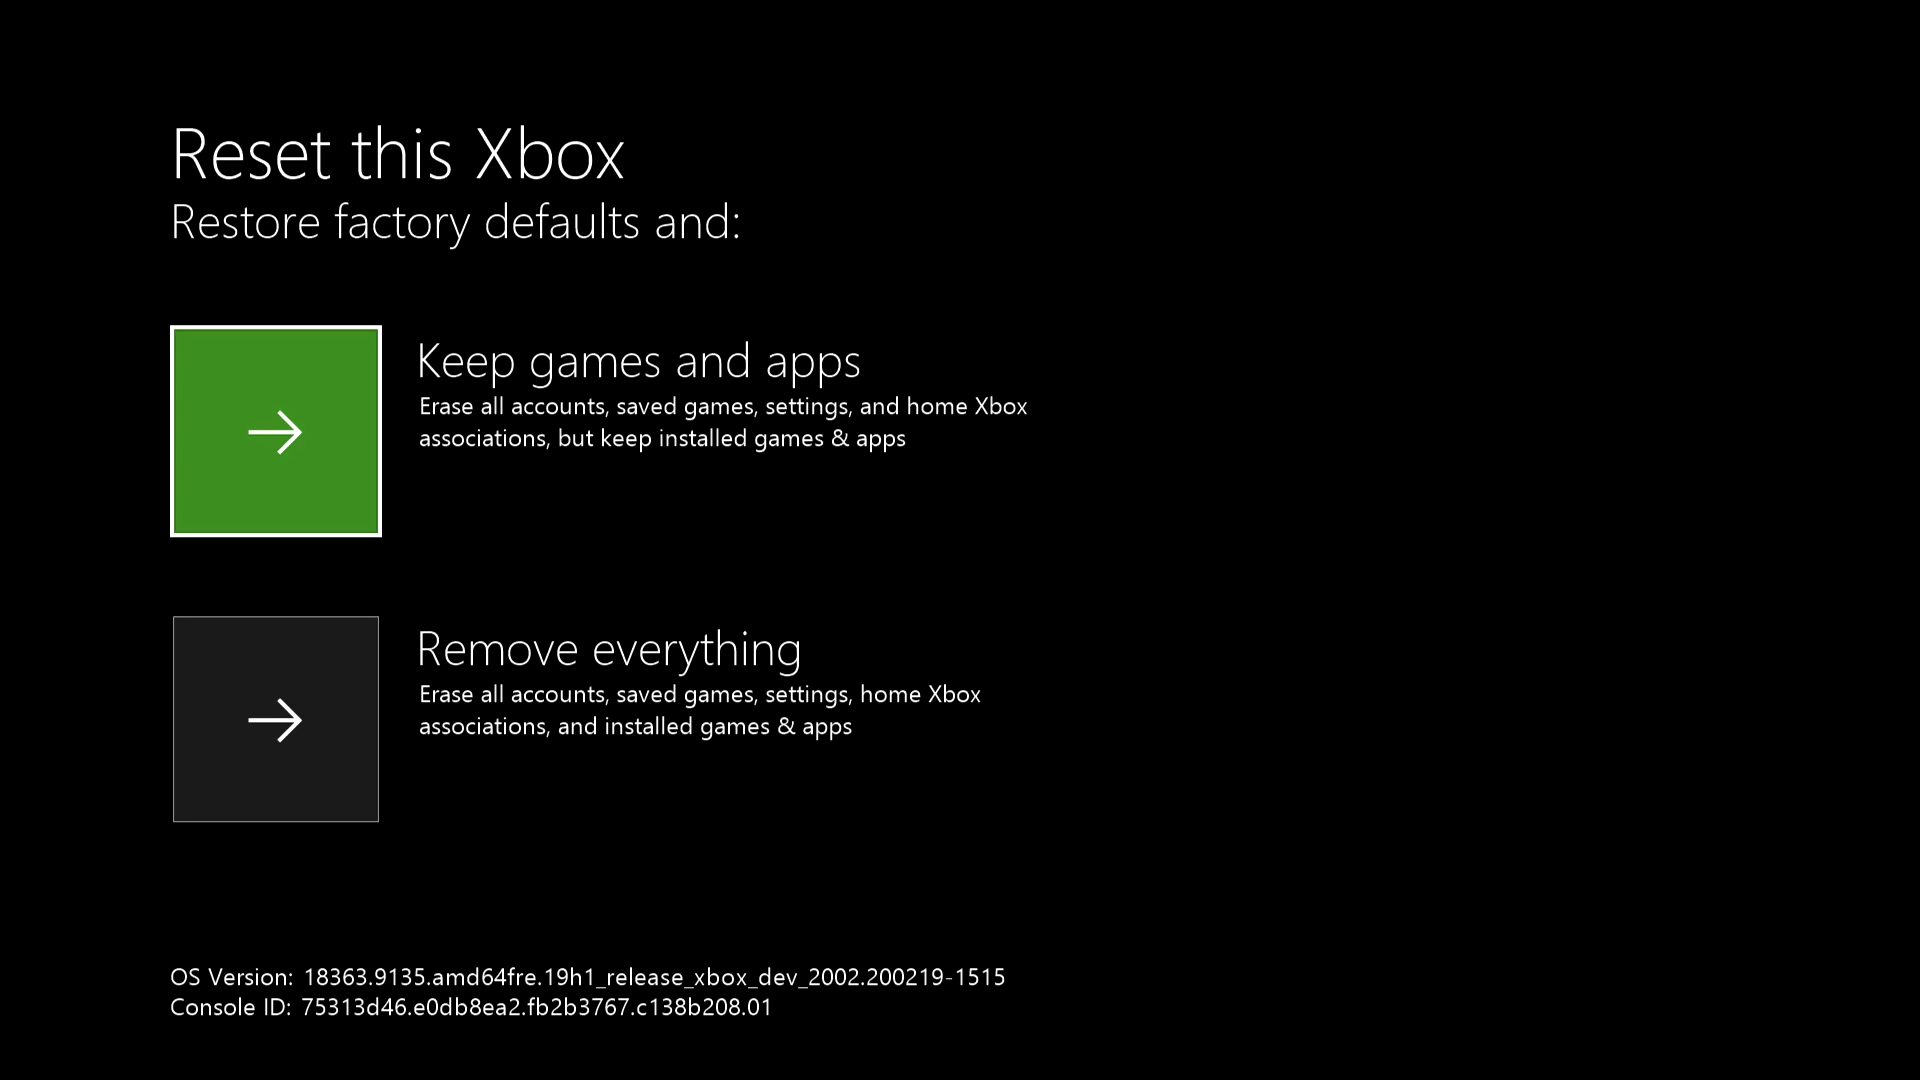 Reset this Xbox
Restore factory defaults and:
Keep games and apps
Erase all accounts, saved games, settings, and home Xbox
associations, but keep installed games & apps
Remove everything
Erase all accounts, saved games, settings, home Xbox
associations, and installed games & apps
OS Version: 18363.9135.amd64fre.19h1_release_xbox_dev_2002.200219-1515
Console ID: 75313d46.e0db8ea2.fb2b3767.c138b208.01